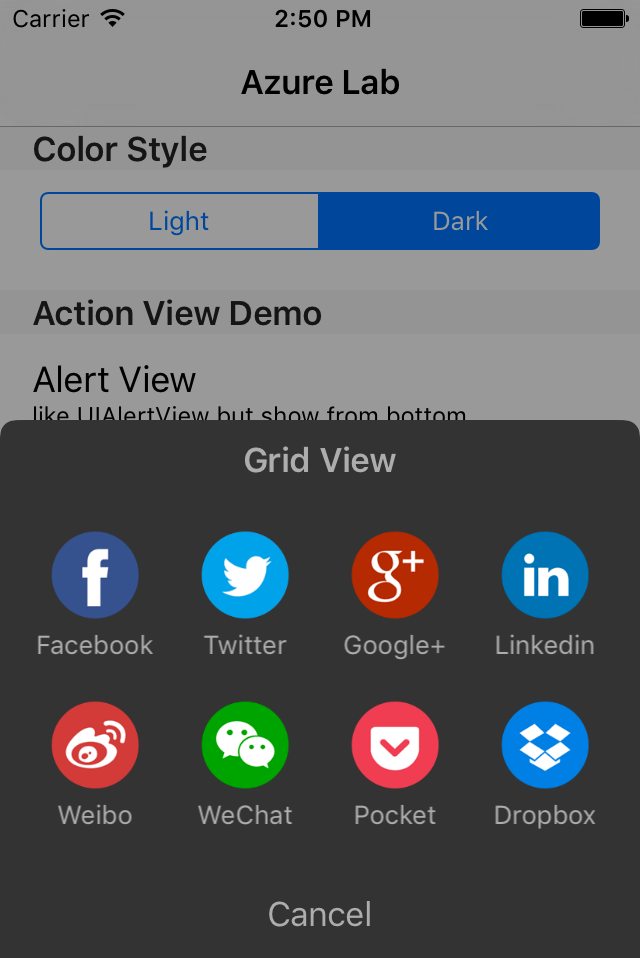 Carrier 2:50 PM
Azure Lab
Color Style
Light Dark
Action View Demo
Alert View
like UIAlertView but show from bottom
Grid View
Facebook Twitter Google+ Linkedin
Weibo WeChat Pocket Dropbox
Cancel